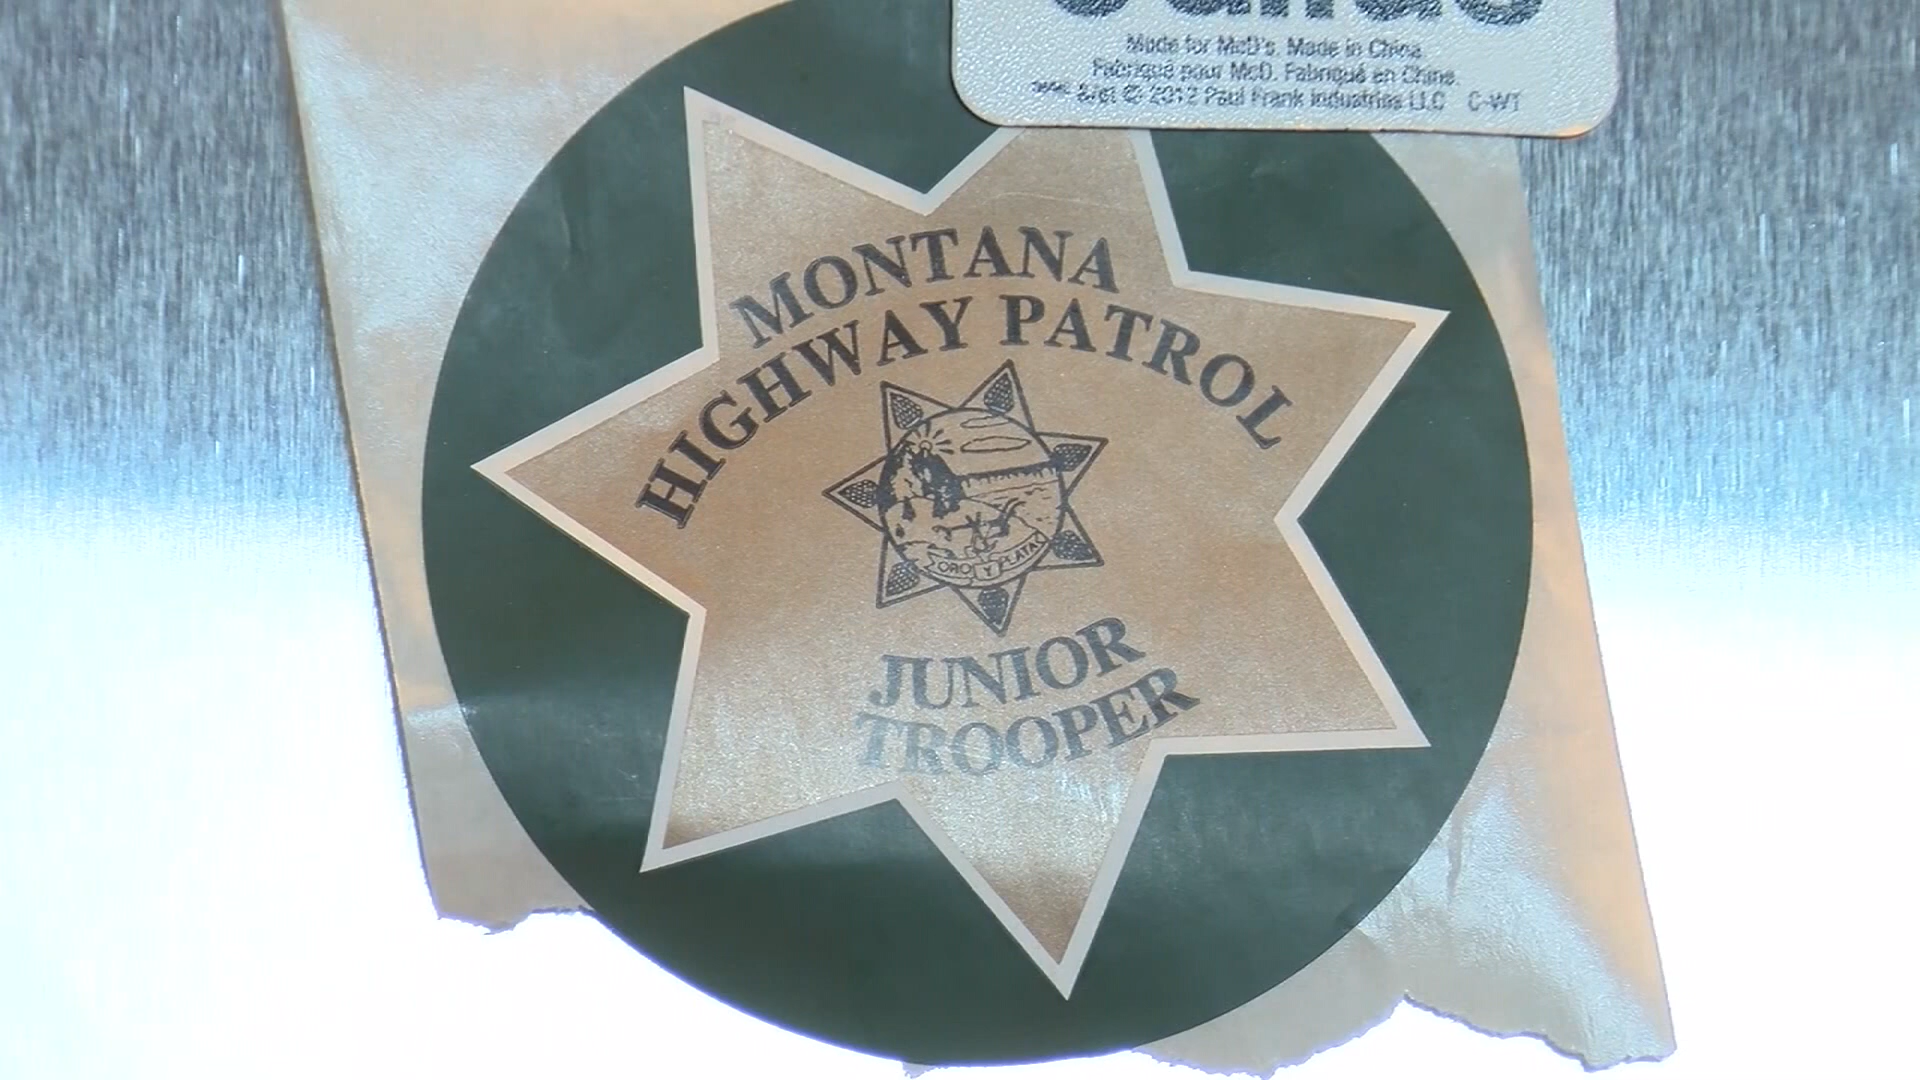 Made for McD's. Made in China.
Fabriqué pour McD. Fabriqué en Chine.
© 2012 Paul Frank Industries LLC C-WT
MONTANA
HIGHWAY PATROL
ORO Y PLATA
JUNIOR
TROOPER